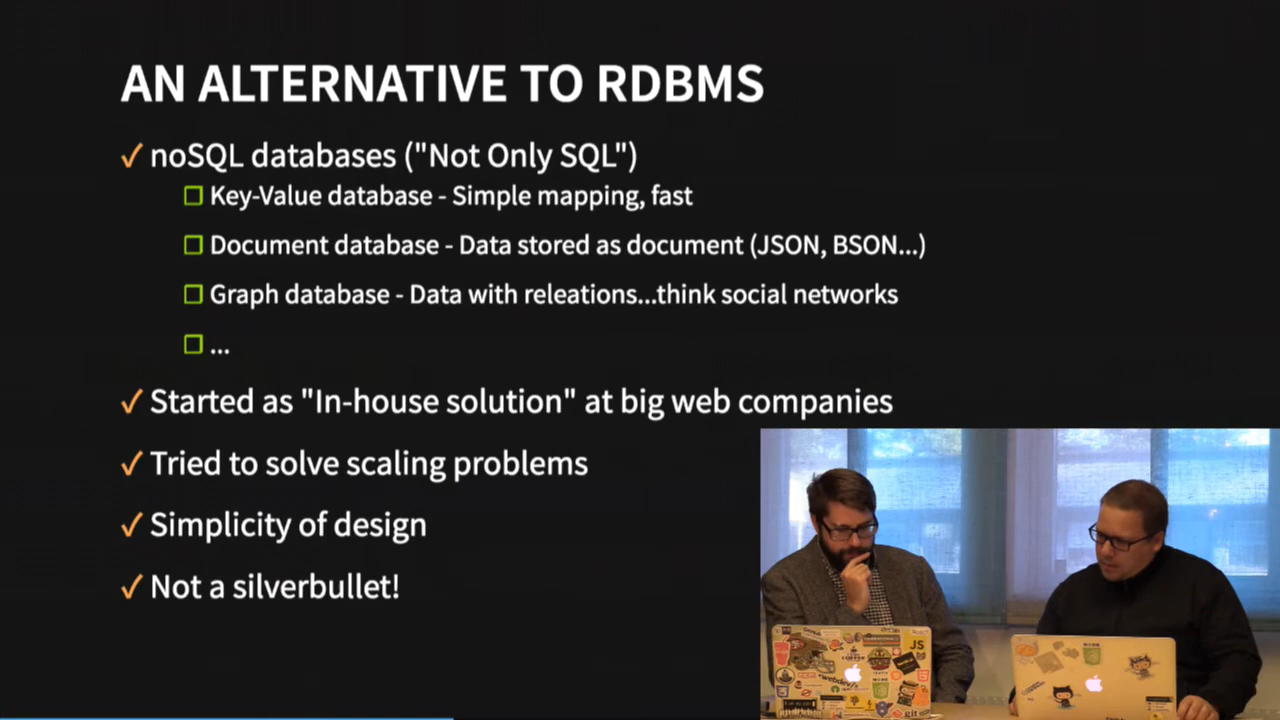 AN ALTERNATIVE TO RDBMS
✓ noSQL databases ("Not Only SQL")
☐ Key-Value database - Simple mapping, fast
☐ Document database - Data stored as document (JSON, BSON...)
☐ Graph database - Data with releations...think social networks
☐ ...
✓ Started as "In-house solution" at big web companies
✓ Tried to solve scaling problems
✓ Simplicity of design
✓ Not a silverbullet!
JS
git